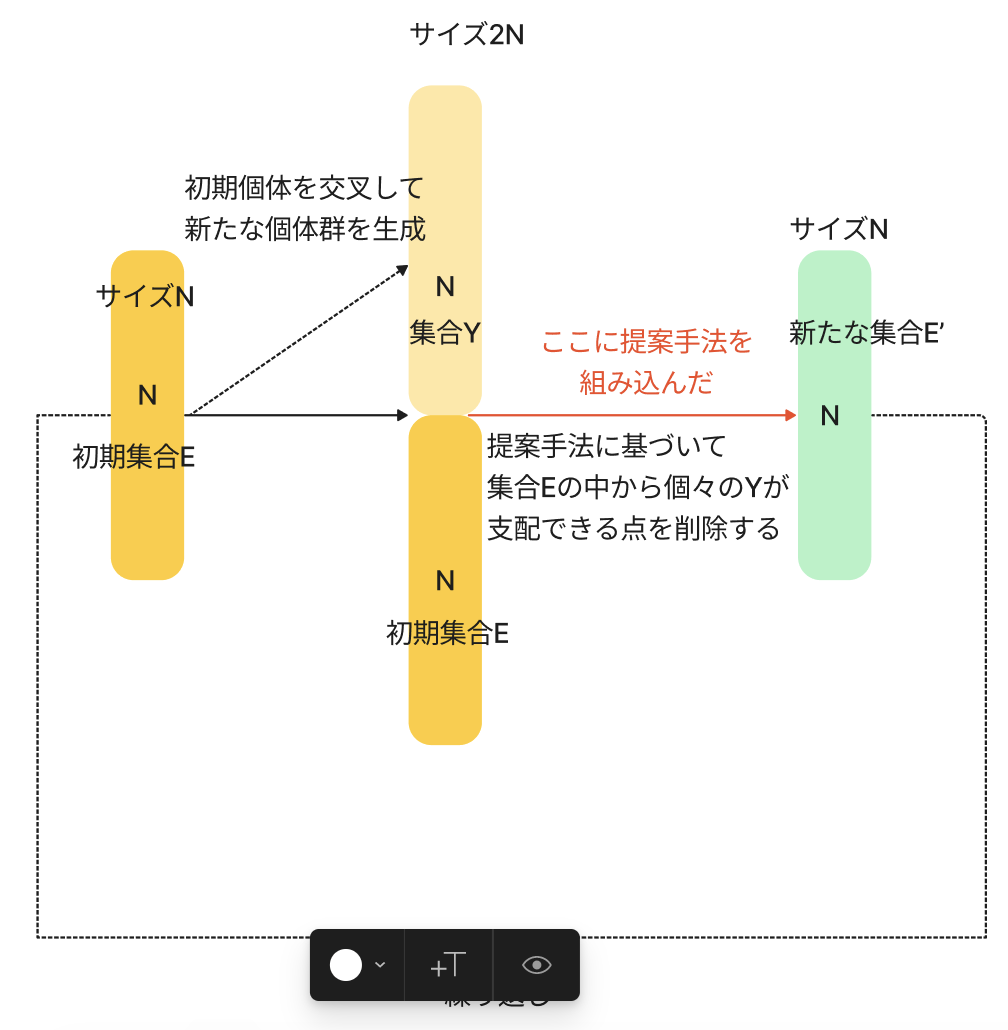 サイズ2N
初期個体を交叉して
新たな個体群を生成
サイズN
サイズN
N
集合Y
新たな集合E’
ここに提案手法を
組み込んだ
N
N
初期集合E
提案手法に基づいて
集合Eの中から個々のYが
支配できる点を削除する
N
初期集合E
+T
繰り返し